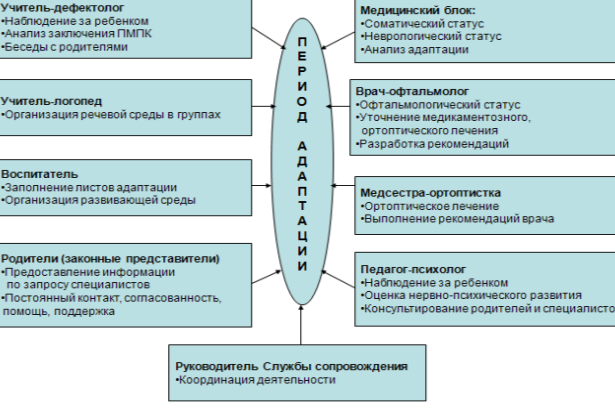 Учитель-дефектолог
•Наблюдение за ребенком
•Анализ заключения ПМПК
•Беседы с родителями
Учитель-логопед
•Организация речевой среды в группах
Воспитатель
•Заполнение листов адаптации
•Организация развивающей среды
Родители (законные представители)
•Предоставление информации
по запросу специалистов
•Постоянный контакт, согласованность,
помощь, поддержка
ПЕРИОД АДАПТАЦИИ
Медицинский блок:
•Соматический статус
•Неврологический статус
•Анализ адаптации
Врач-офтальмолог
•Офтальмологический статус
•Уточнение медикаментозного,
ортоптического лечения
•Разработка рекомендаций
Медсестра-ортоптистка
•Ортоптическое лечение
•Выполнение рекомендаций врача
Педагог-психолог
•Наблюдение за ребенком
•Оценка нервно-психического развития
•Консультирование родителей и специалисто
Руководитель Службы сопровождения
•Координация деятельности